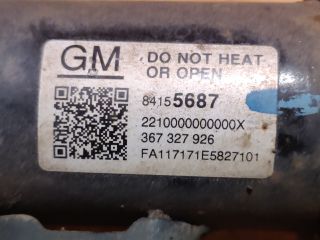 GM
DO NOT HEAT
OR OPEN
84155687
2210000000000X
367 327 926
FA117171E5827101